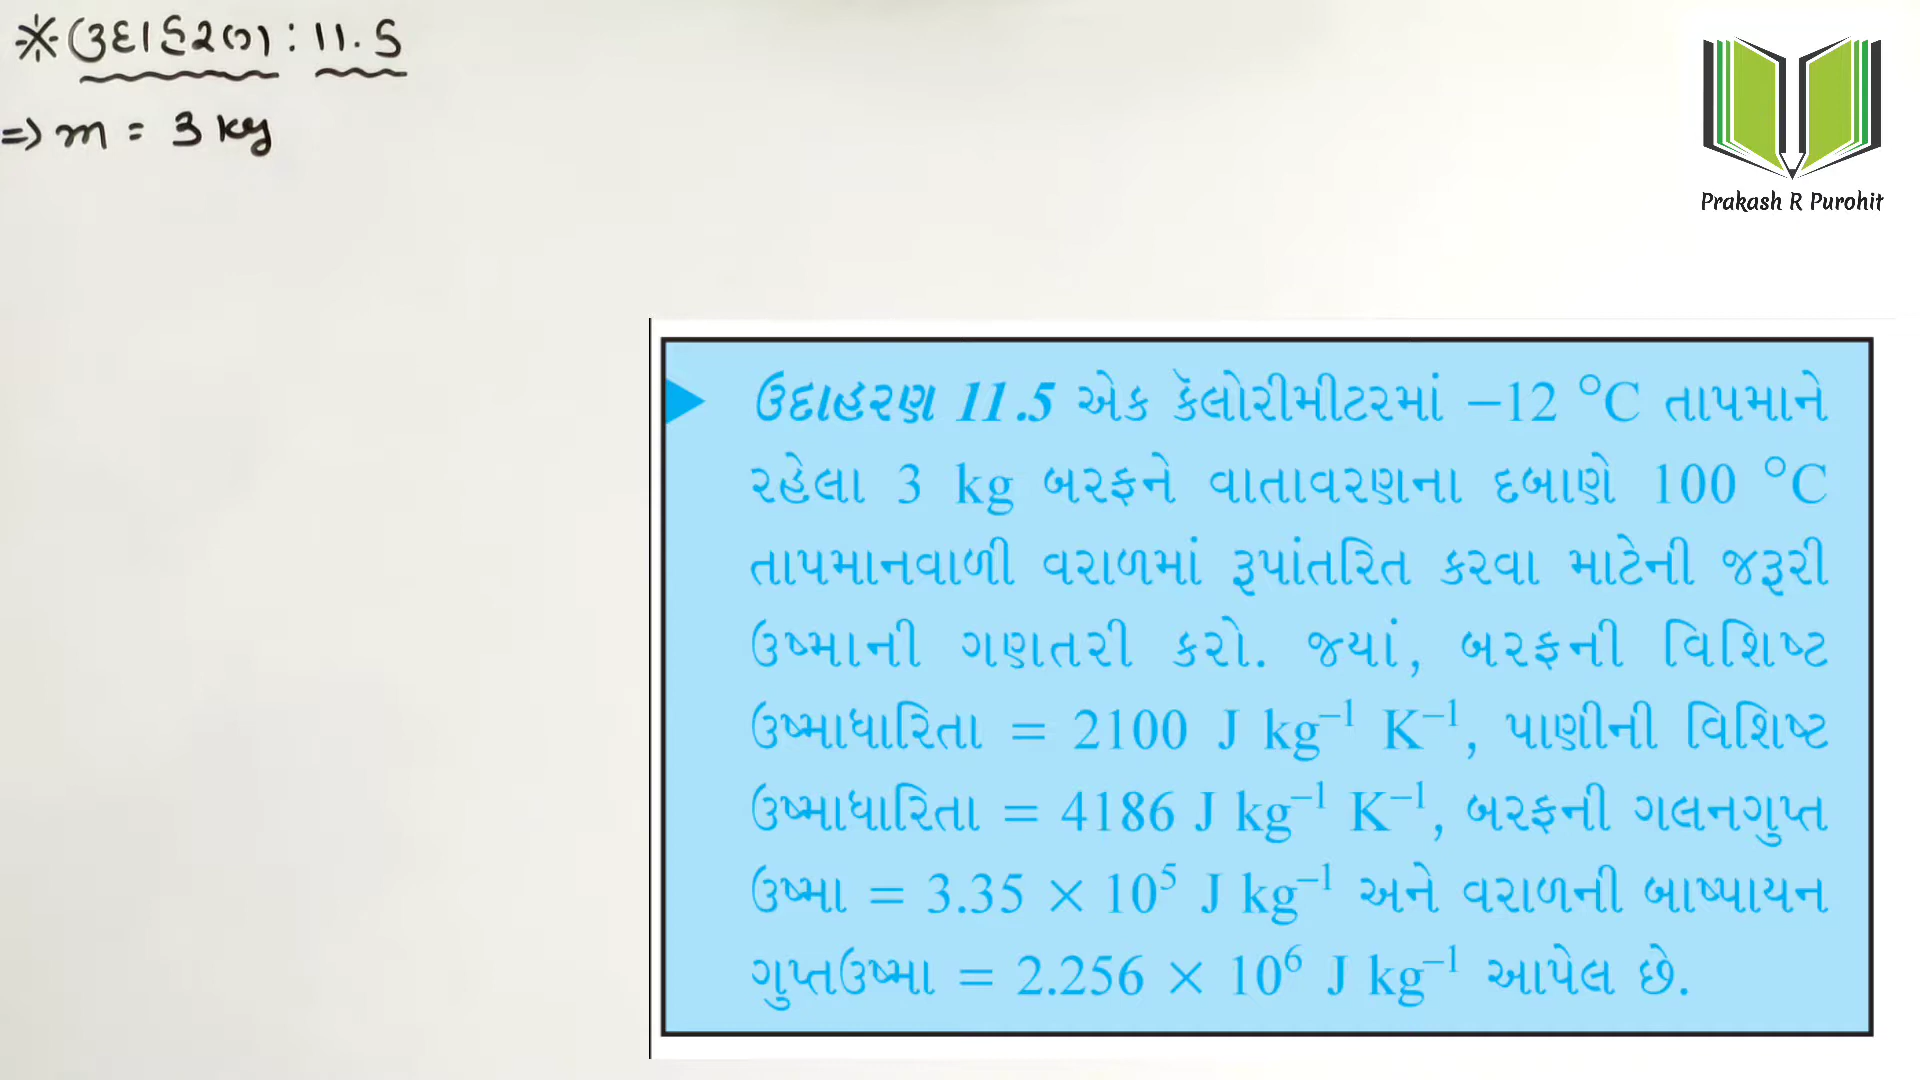 ※ ઉદાહરણ : 11.5
⇒ m = 3 kg
Prakash R Purohit
ઉદાહરણ 11.5 એક કૅલોરીમીટરમાં −12 °C તાપમાને
રહેલા 3 kg બરફને વાતાવરણના દબાણે 100 °C
તાપમાનવાળી વરાળમાં રૂપાંતરિત કરવા માટેની જરૂરી
ઉષ્માની ગણતરી કરો. જ્યાં, બરફની વિશિષ્ટ
ઉષ્માધારિતા = 2100 J kg⁻¹ K⁻¹, પાણીની વિશિષ્ટ
ઉષ્માધારિતા = 4186 J kg⁻¹ K⁻¹, બરફની ગલનગુપ્ત
ઉષ્મા = 3.35 × 10⁵ J kg⁻¹ અને વરાળની બાષ્પાયન
ગુપ્તઉષ્મા = 2.256 × 10⁶ J kg⁻¹ આપેલ છે.